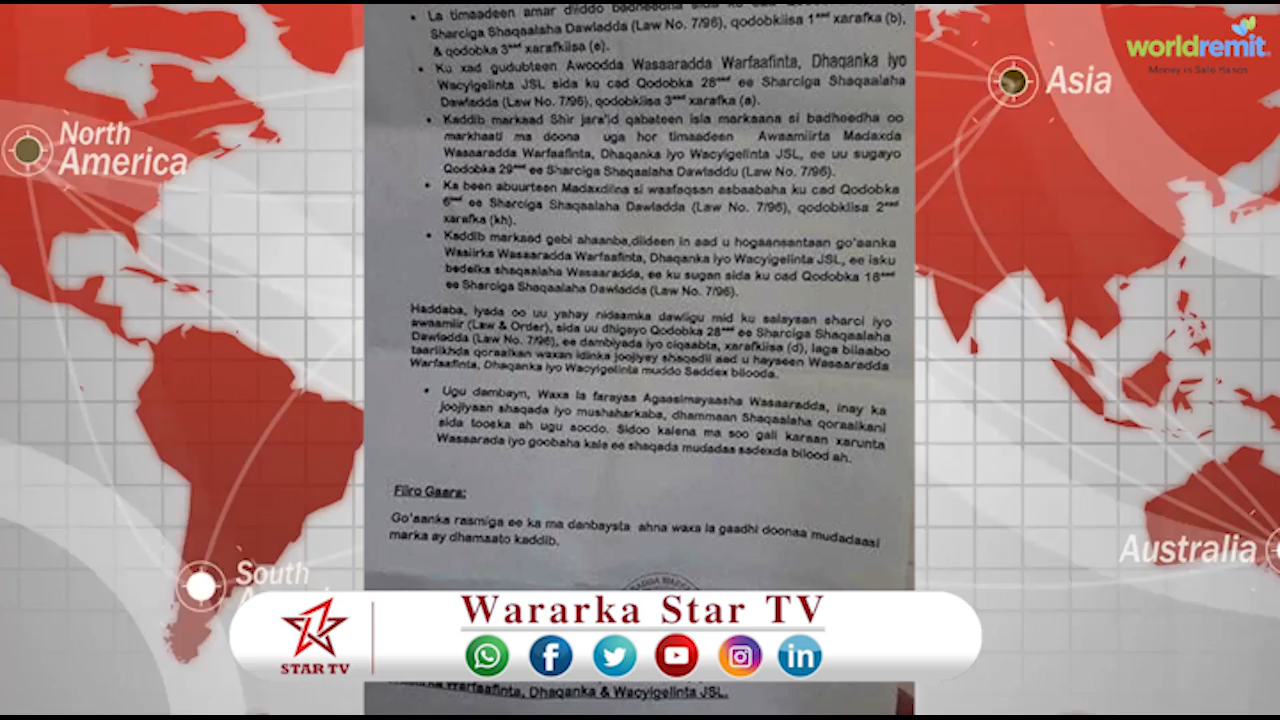 La timaadeen amar diiddo badheedha sida ku cad
Sharciga Shaqaalaha Dawladda (Law No. 7/96), qodobkiisa 1ᵃᵃᵈ xarafka (b),
& qodobka 3ᵃᵃᵈ xarafkiisa (e).
Ku xad gudubteen Awoodda Wasaaradda Warfaafinta, Dhaqanka iyo
Wacyigelinta JSL sida ku cad Qodobka 28ᵃᵃᵈ ee Sharciga Shaqaalaha
Dawladda (Law No. 7/96), qodobkiisa 3ᵃᵃᵈ xarafka (a).
Kaddib markaad Shir jara'id qabateen isla markaana si badheedha oo
markhaati ma doona uga hor timaadeen Awaamiirta Madaxda
Wasaaradda Warfaafinta, Dhaqanka iyo Wacyigelinta JSL, ee uu sugayo
Qodobka 29ᵃᵃᵈ ee Sharciga Shaqaalaha Dawladdu (Law No. 7/96).
Ka been abuurteen Madaxdiina si waafaqsan asbaabaha ku cad Qodobka
6ᵃᵃᵈ ee Sharciga Shaqaalaha Dawladda (Law No. 7/96), qodobkiisa 2ᵃᵃᵈ
xarafka (kh).
Kaddib markaad gebi ahaanba,diideen in aad u hogaansantaan go'aanka
Wasiirka Wasaaradda Warfaafinta, Dhaqanka iyo Wacyigelinta JSL, ee isku
bedelka shaqaalaha Wasaaradda, ee ku sugan sida ku cad Qodobka 18ᵃᵃᵈ
ee Sharciga Shaqaalaha Dawladda (Law No. 7/96).
Haddaba, iyada oo uu yahay nidaamka dawligu mid ku salaysan sharci iyo
awaamiir (Law & Order), sida uu dhigayo Qodobka 28ᵃᵃᵈ ee Sharciga Shaqaalaha
Dawladda (Law No. 7/96), ee dambiyada iyo ciqaabta, xarafkiisa (d), laga bilaabo
taariikhda qoraalkan waxan idinka joojiyey shaqadii aad u hayseen Wasaaradda
Warfaafinta, Dhaqanka iyo Wacyigelinta muddo Saddex bilooda.
Ugu dambayn, Waxa la farayaa Agaasimayaasha Wasaaradda, inay ka
joojiyaan shaqada iyo mushaharkaba, dhammaan Shaqaalaha qoraalkani
sida tooska ah ugu socdo. Sidoo kalena ma soo gali karaan xarunta
Wasaarada iyo goobaha kale ee shaqada mudadaa sadexda bilood ah.
Fiiro Gaara:
Go'aanka rasmiga ee ka ma danbaysta ahna waxa la gaadhi doonaa mudadaasi
marka ay dhamaato kaddib.
Warfaafinta, Dhaqanka & Wacyigelinta JSL.
North
America
South
Asia
Australia
worldremit
STAR TV
Wararka Star TV